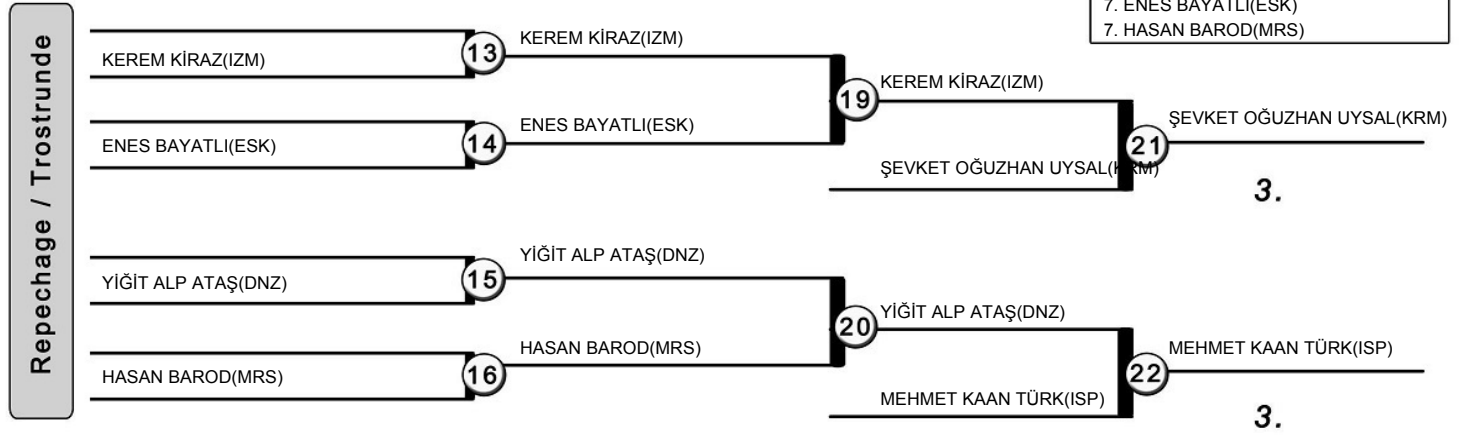 7. ENES BAYATLI(ESK)
7. HASAN BAROD(MRS)
Repechage / Trostrunde
KEREM KİRAZ(IZM)
13
KEREM KİRAZ(IZM)
ENES BAYATLI(ESK)
14
ENES BAYATLI(ESK)
19
KEREM KİRAZ(IZM)
ŞEVKET OĞUZHAN UYSAL(KRM)
21
ŞEVKET OĞUZHAN UYSAL(KRM)
3.
YİĞİT ALP ATAŞ(DNZ)
15
YİĞİT ALP ATAŞ(DNZ)
HASAN BAROD(MRS)
16
HASAN BAROD(MRS)
20
YİĞİT ALP ATAŞ(DNZ)
MEHMET KAAN TÜRK(ISP)
22
MEHMET KAAN TÜRK(ISP)
3.